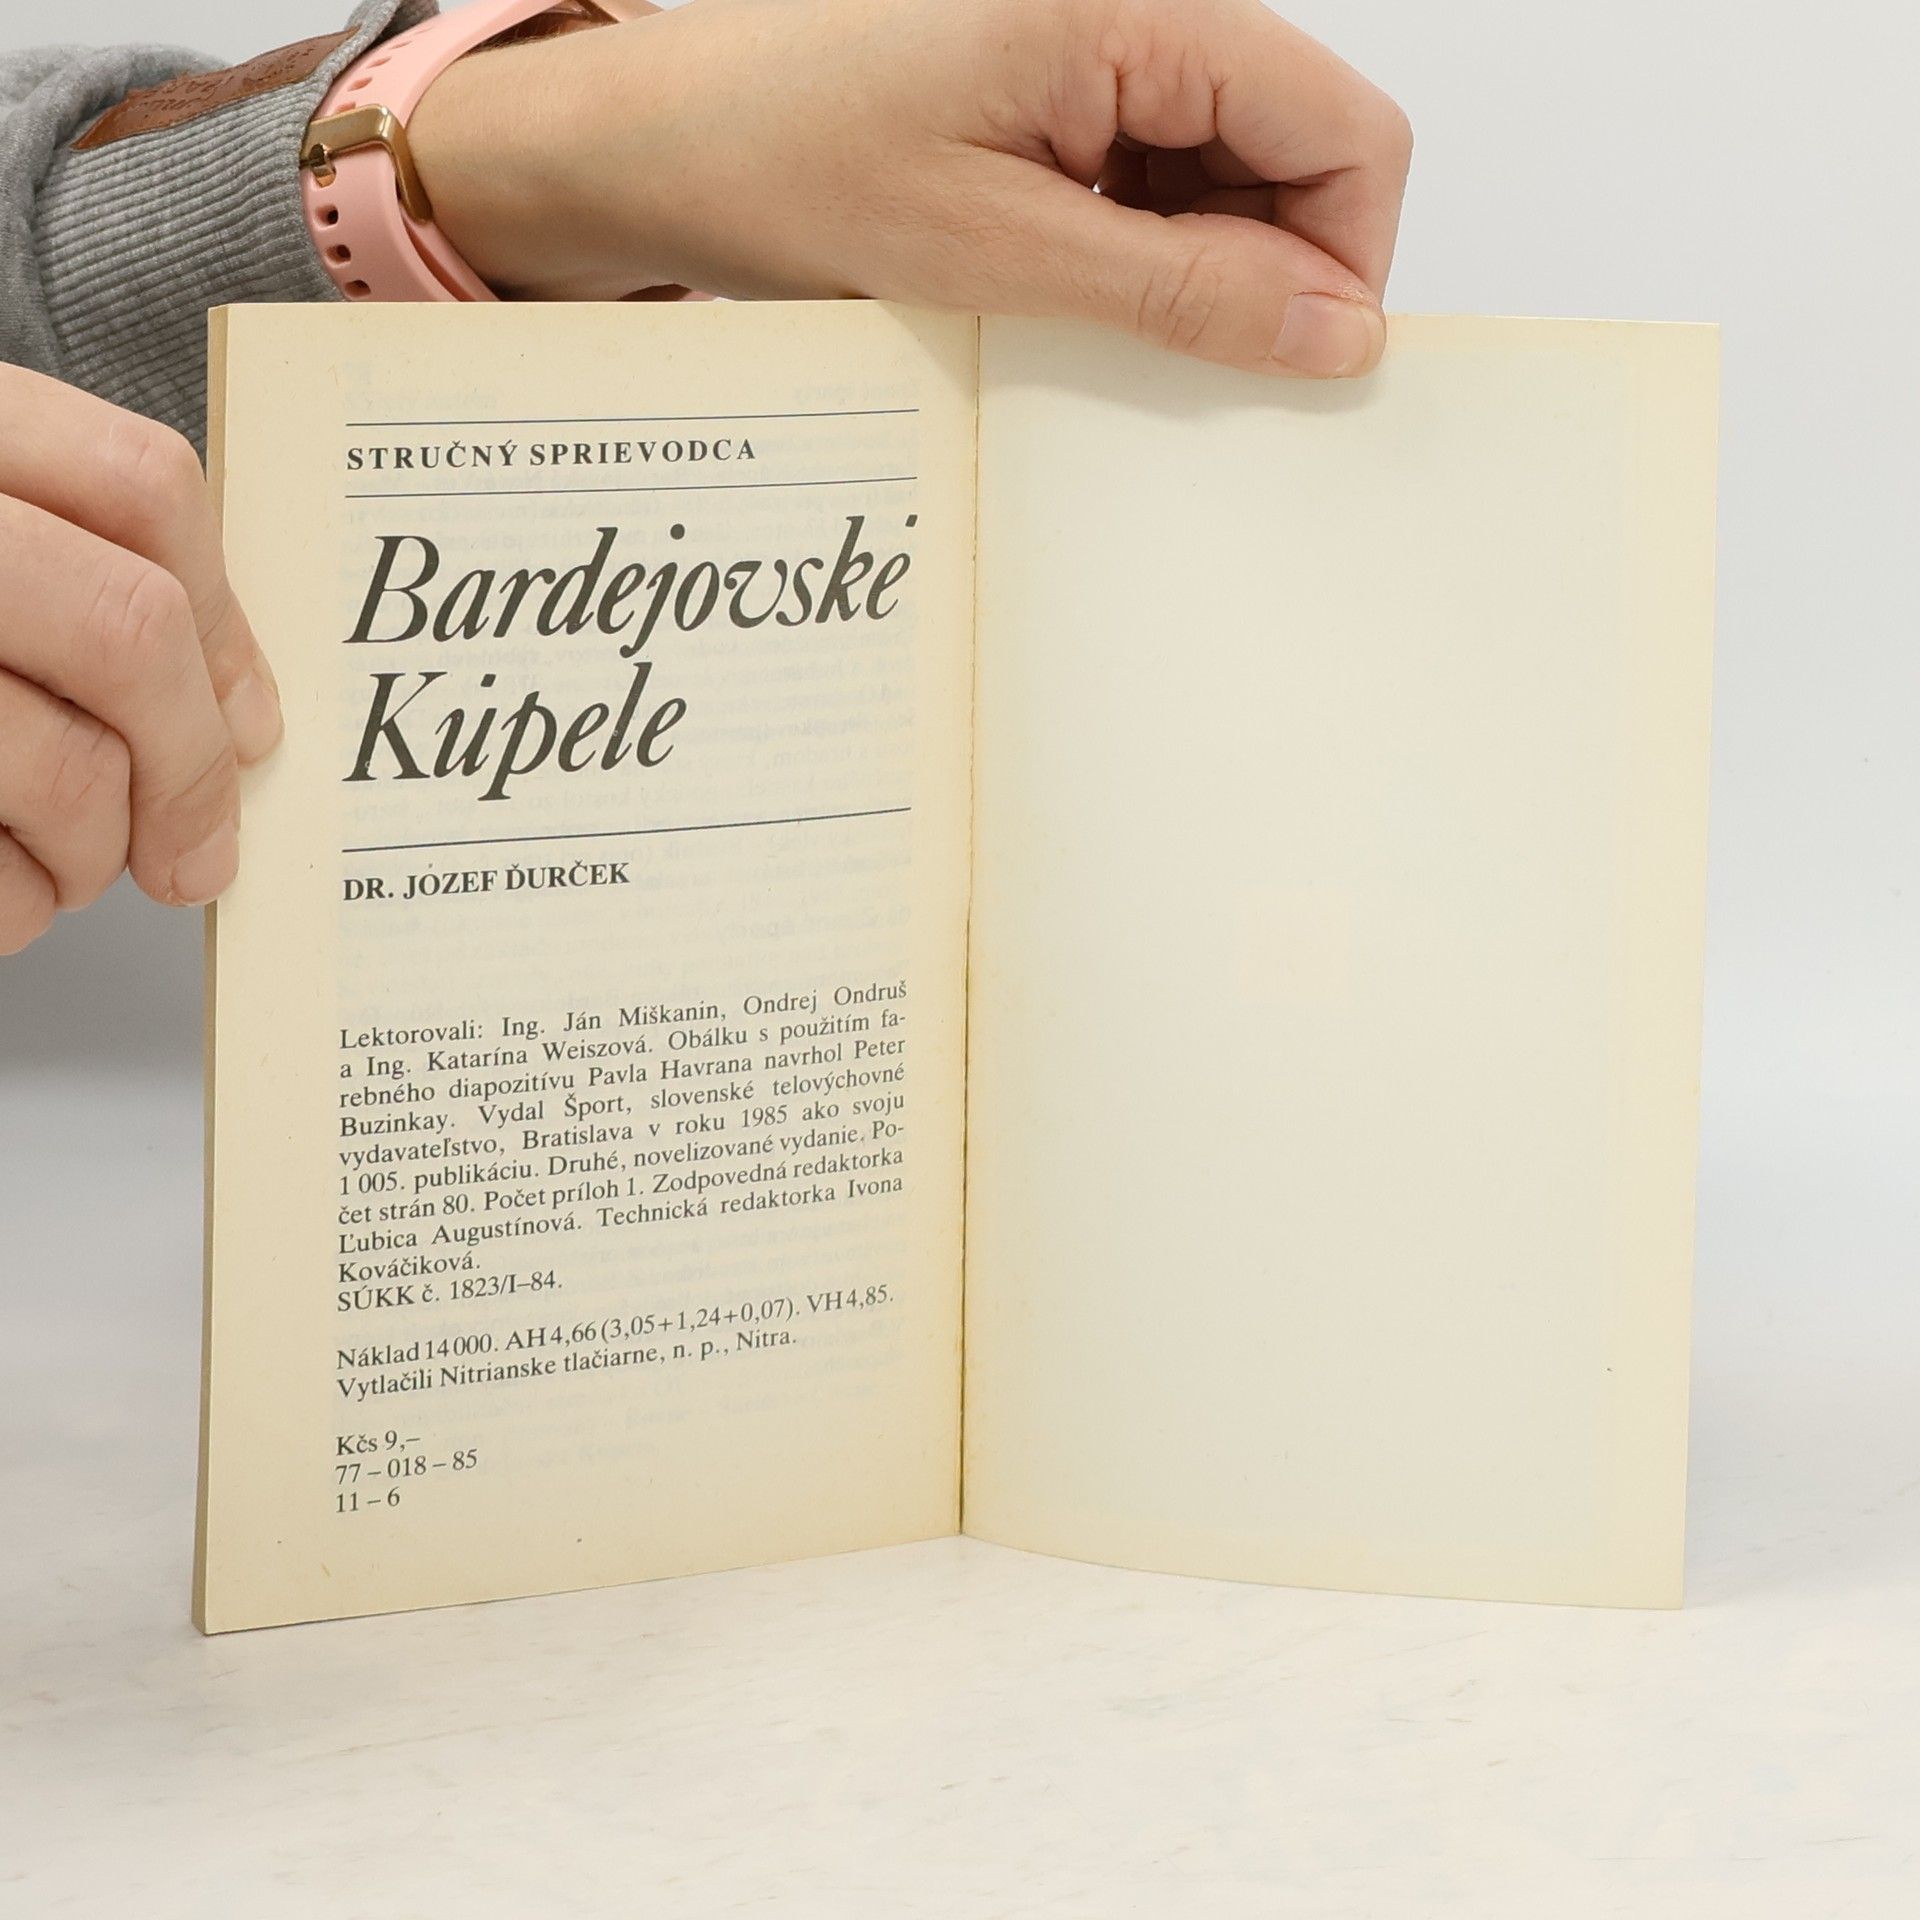 STRUČNÝ SPRIEVODCA
Bardejovské
Kúpele
DR. JOZEF ĎURČEK
Lektorovali: Ing. Ján Miškanin, Ondrej Ondruš
a Ing. Katarína Weiszová. Obálku s použitím fa-
rebného diapozitívu Pavla Havrana navrhol Peter
Buzinkay. Vydal Šport, slovenské telovýchovné
vydavateľstvo, Bratislava v roku 1985 ako svoju
1 005. publikáciu. Druhé, novelizované vydanie. Po-
čet strán 80. Počet príloh 1. Zodpovedná redaktorka
Ľubica Augustínová. Technická redaktorka Ivona
Kováčiková.
SÚKK č. 1823/I–84.
Náklad 14 000. AH 4,66 (3,05+1,24+0,07). VH 4,85.
Vytlačili Nitrianske tlačiarne, n. p., Nitra.
Kčs 9,–
77 – 018 – 85
11 – 6